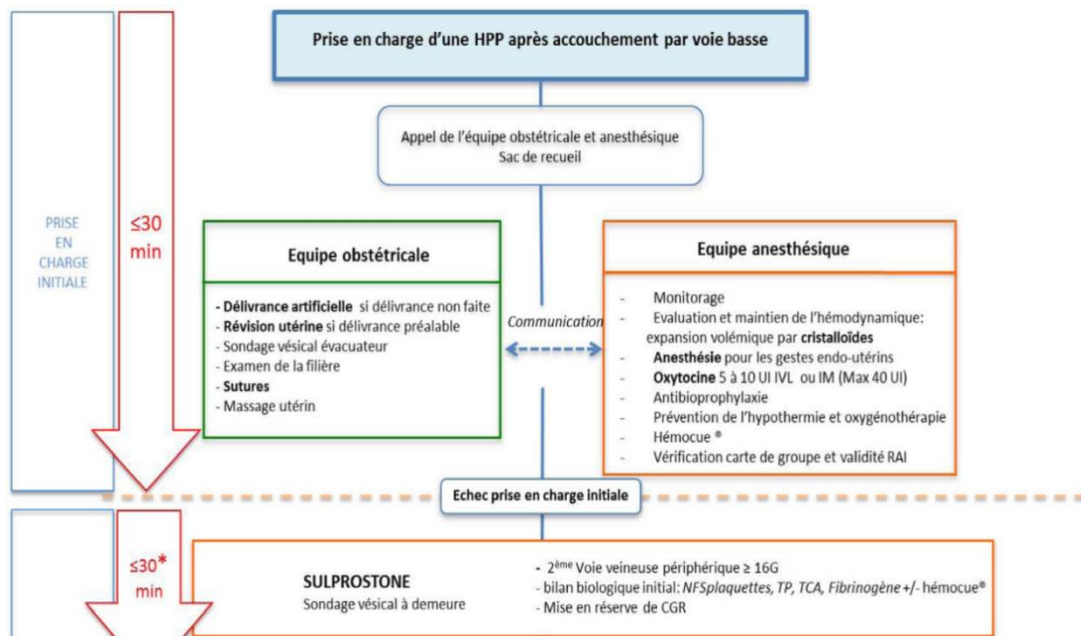 Prise en charge d'une HPP après accouchement par voie basse
Appel de l'équipe obstétricale et anesthésique
Sac de recueil
PRISE
EN
CHARGE
INITIALE
≤30
min
Equipe obstétricale
- Délivrance artificielle si délivrance non faite
- Révision utérine si délivrance préalable
- Sondage vésical évacuateur
- Examen de la filière
- Sutures
- Massage utérin
Communication
Equipe anesthésique
- Monitorage
- Evaluation et maintien de l'hémodynamique:
expansion volémique par cristalloïdes
- Anesthésie pour les gestes endo-utérins
- Oxytocine 5 à 10 UI IVL ou IM (Max 40 UI)
- Antibioprophylaxie
- Prévention de l'hypothermie et oxygénothérapie
- Hémocue ®
- Vérification carte de groupe et validité RAI
Echec prise en charge initiale
≤30*
min
SULPROSTONE
Sondage vésical à demeure
- 2ème Voie veineuse périphérique ≥ 16G
- bilan biologique initial: NFSplaquettes, TP, TCA, Fibrinogène +/- hémocue®
- Mise en réserve de CGR